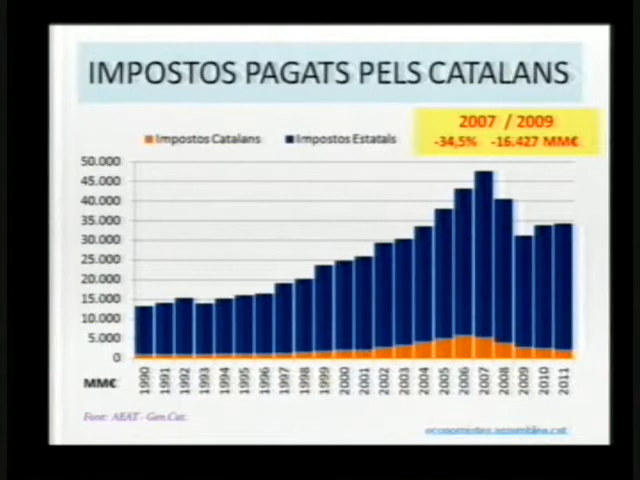 IMPOSTOS PAGATS PELS CATALANS
2007 / 2009
-34,5% -16.427 MM€
Impostos Catalans Impostos Estatals
50.000
45.000
40.000
35.000
30.000
25.000
20.000
15.000
10.000
5.000
0
MM€
1990 1991 1992 1993 1994 1995 1996 1997 1998 1999 2000 2001 2002 2003 2004 2005 2006 2007 2008 2009 2010 2011
Font: AEAT - Gen.Cat.
economistes.assemblea.cat